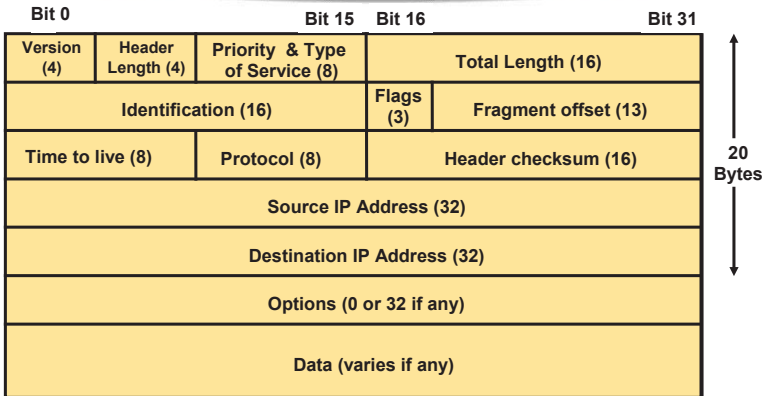 Bit 0 Bit 15 Bit 16 Bit 31
Version (4) Header Length (4) Priority & Type of Service (8) Total Length (16)
Identification (16) Flags (3) Fragment offset (13)
Time to live (8) Protocol (8) Header checksum (16)
20 Bytes
Source IP Address (32)
Destination IP Address (32)
Options (0 or 32 if any)
Data (varies if any)